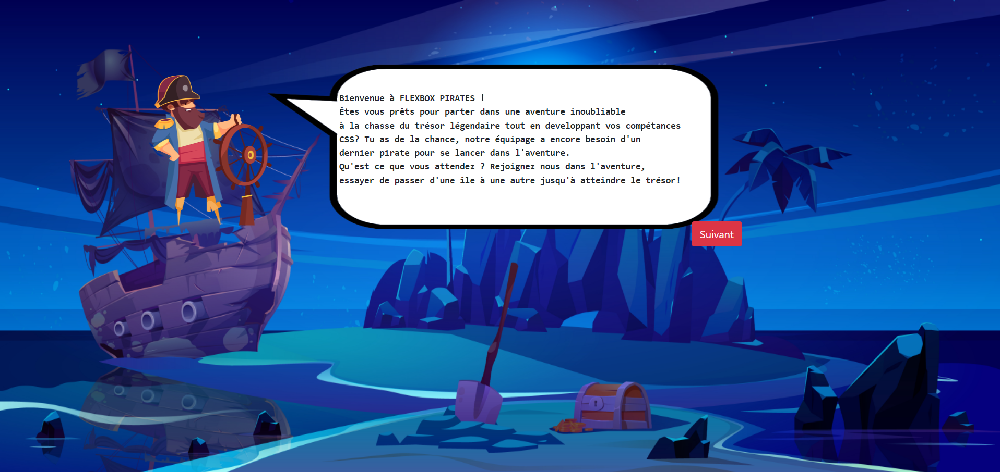 Bienvenue à FLEXBOX PIRATES !
Êtes vous prêts pour parter dans une aventure inoubliable
à la chasse du trésor légendaire tout en developpant vos compétances
CSS? Tu as de la chance, notre équipage a encore besoin d'un
dernier pirate pour se lancer dans l'aventure.
Qu'est ce que vous attendez ? Rejoignez nous dans l'aventure,
essayer de passer d'une île à une autre jusqu'à atteindre le trésor!
Suivant